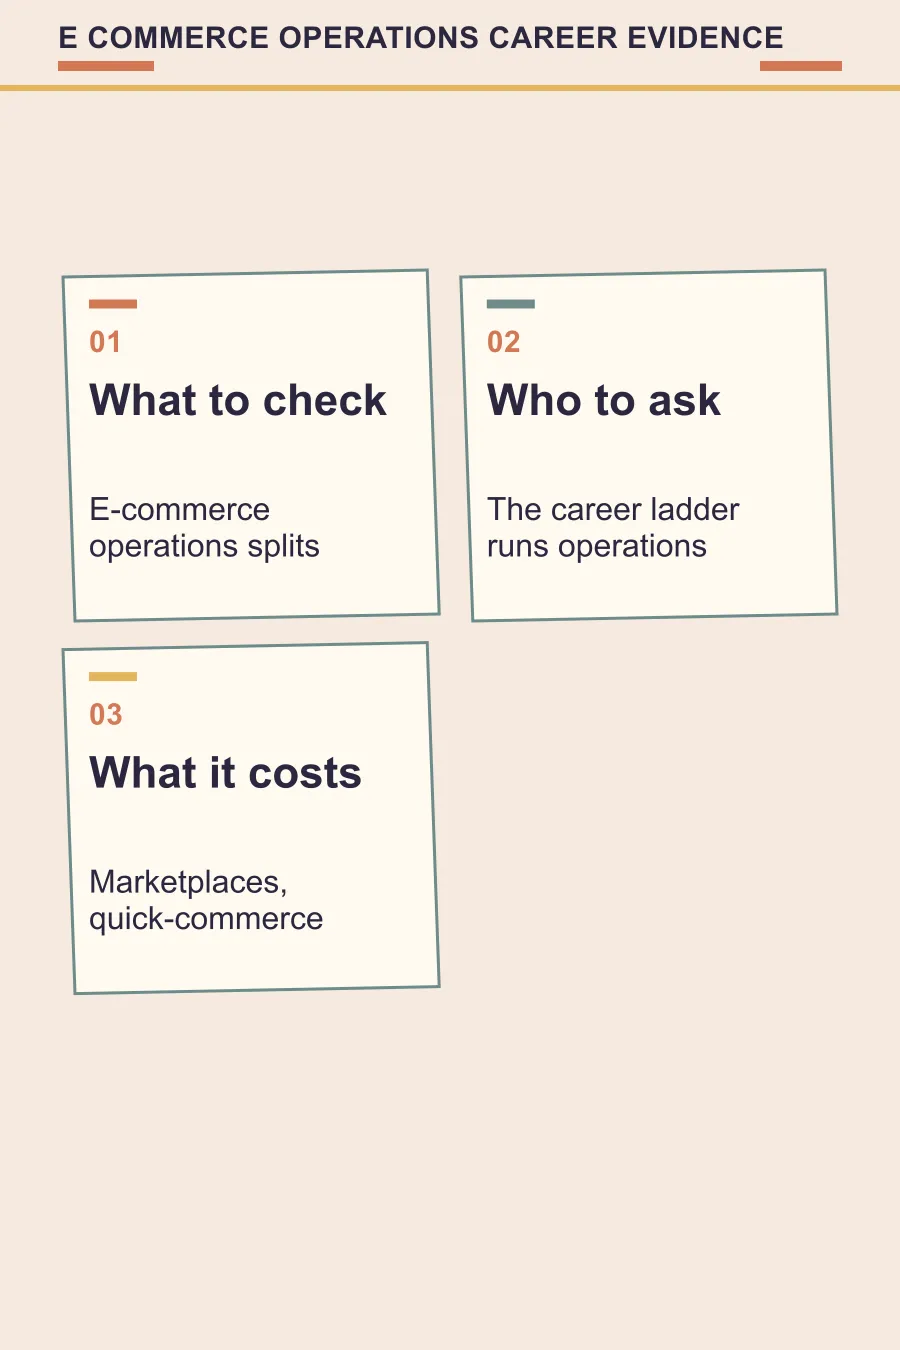 E COMMERCE OPERATIONS CAREER EVIDENCE
01
What to check
E-commerce
operations splits
02
Who to ask
The career ladder
runs operations
03
What it costs
Marketplaces,
quick-commerce